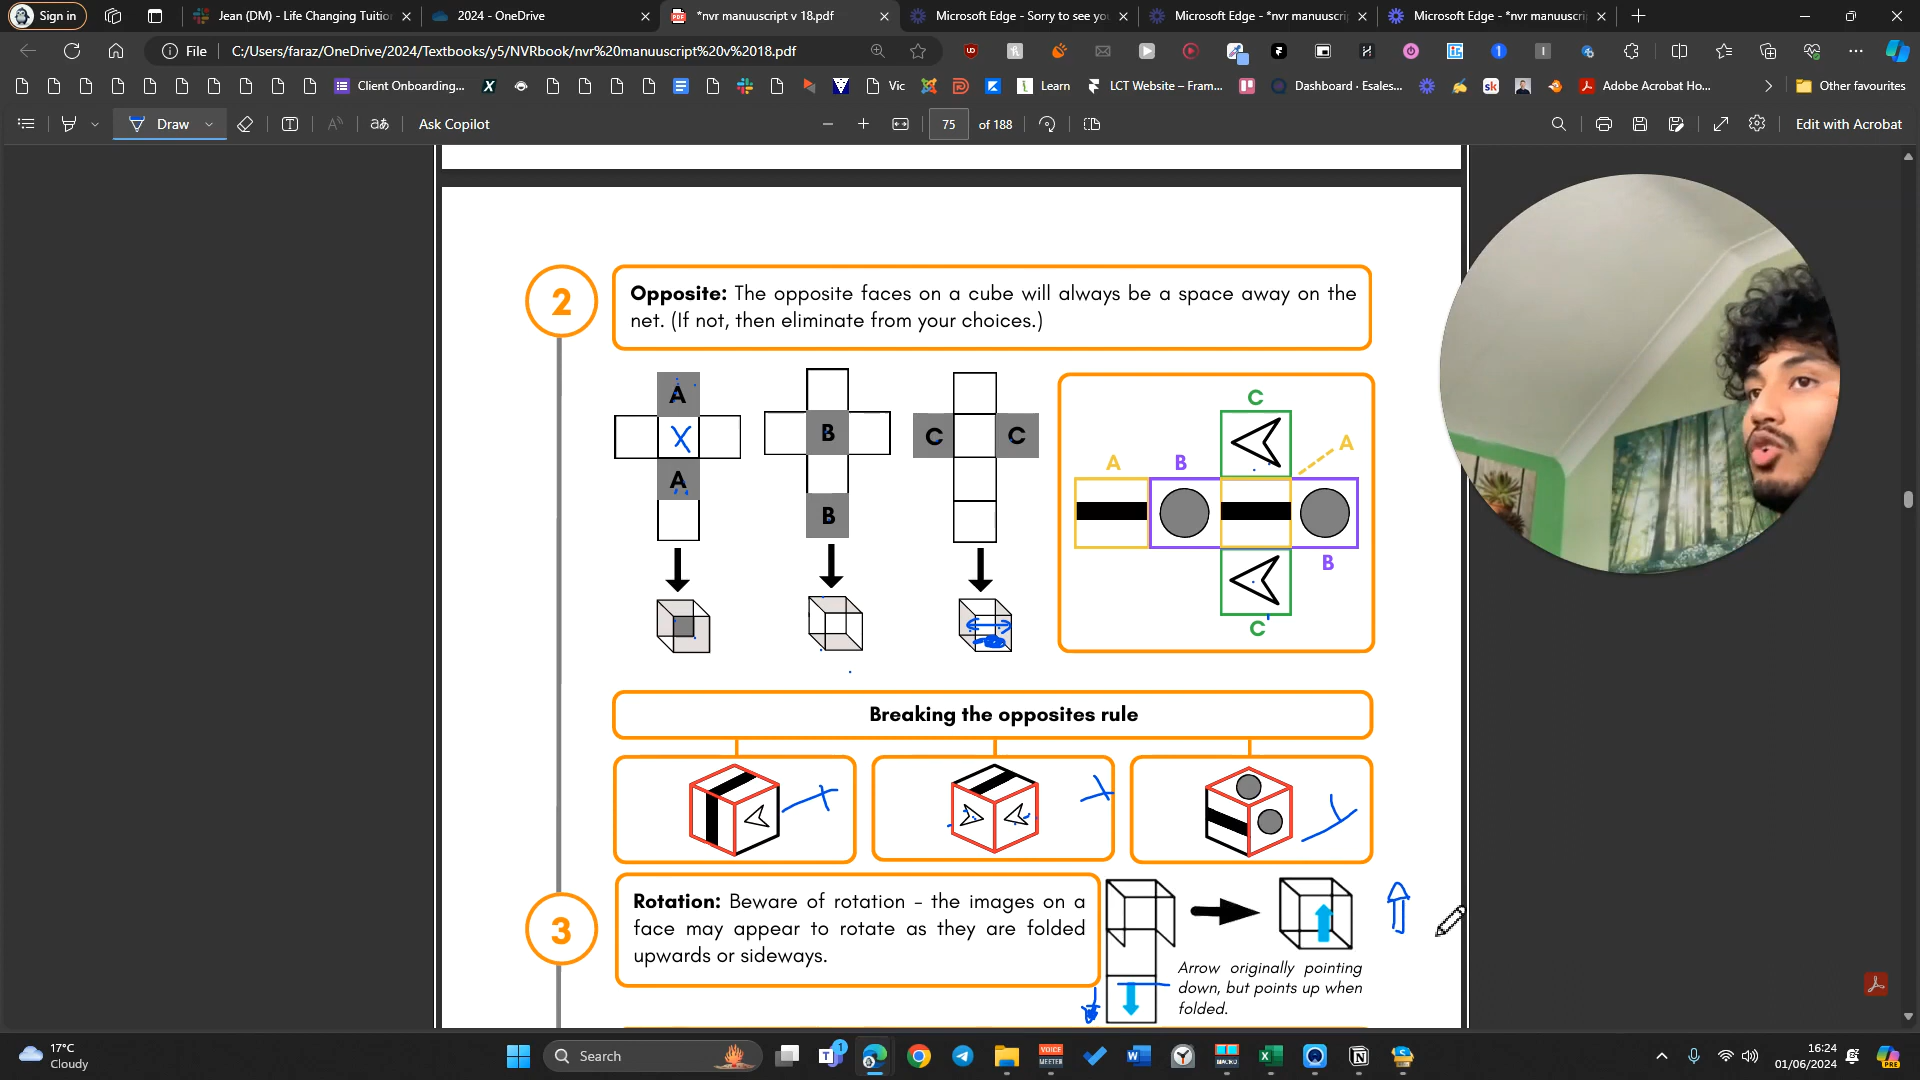 Sign in
Jean (DM) - Life Changing Tuition
2024 - OneDrive
*nvr manuuscript v 18.pdf
Microsoft Edge - Sorry to see yo
Microsoft Edge - *nvr manuscri
Microsoft Edge - *nvr manuuscri
File
C:/Users/faraz/OneDrive/2024/Textbooks/y5/NVRbook/nvr%20manuuscript%20v%2018.pdf
Client Onboarding...
Vic
Learn
LCT Website – Fram...
Dashboard · Esales...
Adobe Acrobat Ho...
Other favourites
Draw
Ask Copilot
75
of 188
Edit with Acrobat
2
Opposite: The opposite faces on a cube will always be a space away on the
net. (If not, then eliminate from your choices.)
A
X
A
B
B
C
C
C
A
A
B
B
C
Breaking the opposites rule
3
Rotation: Beware of rotation - the images on a
face may appear to rotate as they are folded
upwards or sideways.
Arrow originally pointing
down, but points up when
folded.
17°C
Cloudy
Search
16:24
01/06/2024